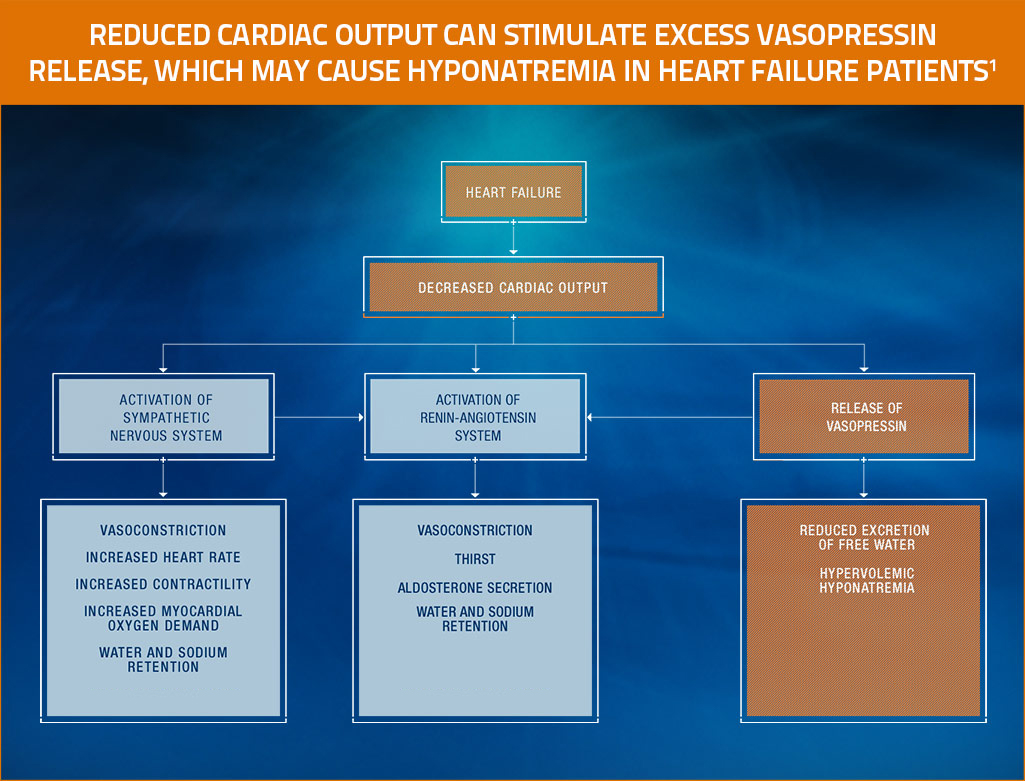 REDUCED CARDIAC OUTPUT CAN STIMULATE EXCESS VASOPRESSIN
RELEASE, WHICH MAY CAUSE HYPONATREMIA IN HEART FAILURE PATIENTS¹
HEART FAILURE
DECREASED CARDIAC OUTPUT
ACTIVATION OF
SYMPATHETIC
NERVOUS SYSTEM
ACTIVATION OF
RENIN-ANGIOTENSIN
SYSTEM
RELEASE OF
VASOPRESSIN
VASOCONSTRICTION
INCREASED HEART RATE
INCREASED CONTRACTILITY
INCREASED MYOCARDIAL
OXYGEN DEMAND
WATER AND SODIUM
RETENTION
VASOCONSTRICTION
THIRST
ALDOSTERONE SECRETION
WATER AND SODIUM
RETENTION
REDUCED EXCRETION
OF FREE WATER
HYPERVOLEMIC
HYPONATREMIA